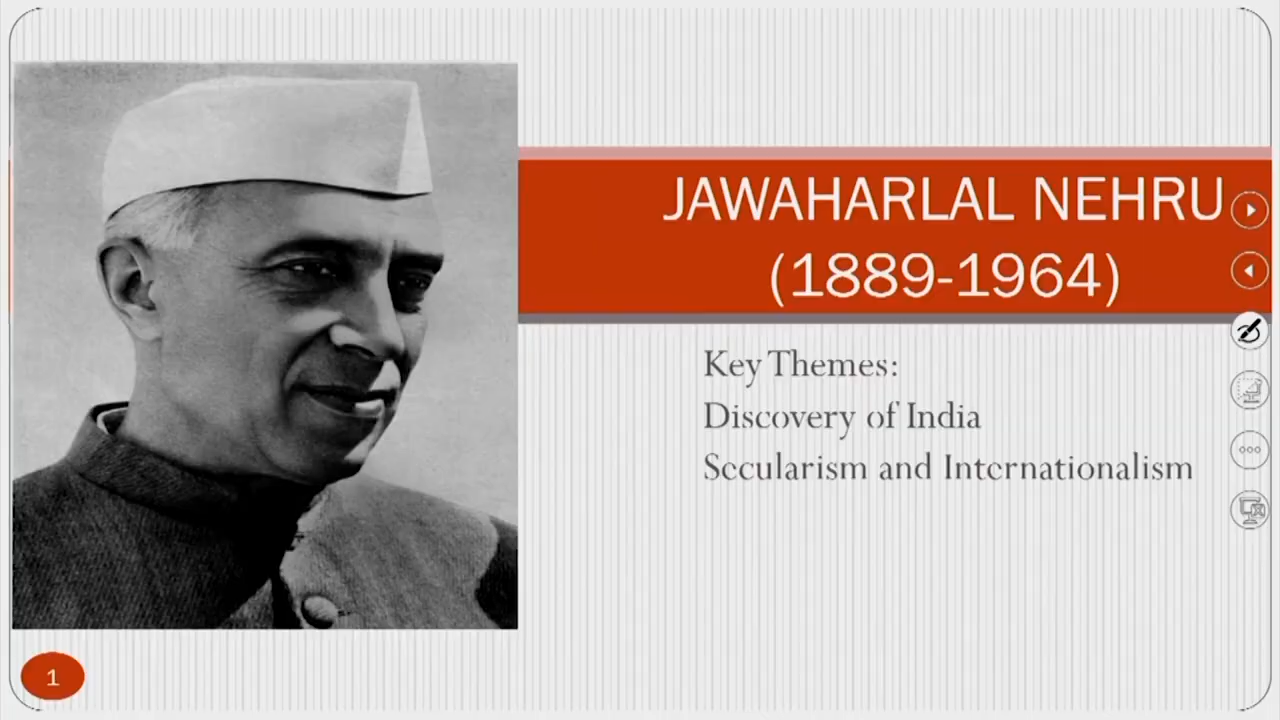 JAWAHARLAL NEHRU
(1889-1964)
Key Themes:
Discovery of India
Secularism and Internationalism
1